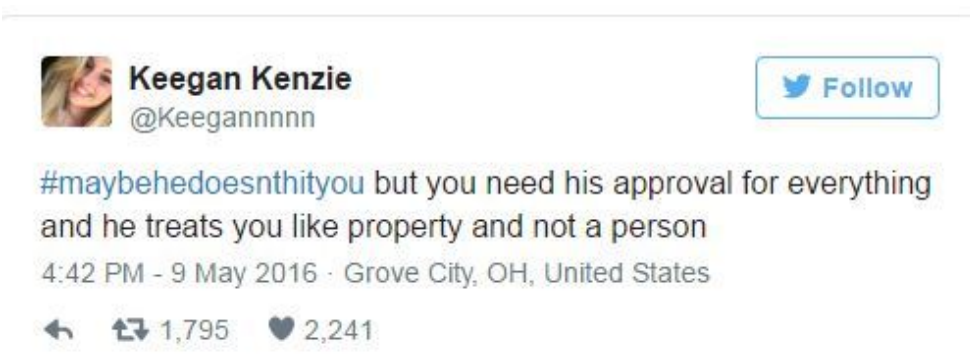 Keegan Kenzie
@Keegannnnn
Follow
#maybehedoesnthityou but you need his approval for everything
and he treats you like property and not a person
4:42 PM - 9 May 2016 · Grove City, OH, United States
1,795 2,241